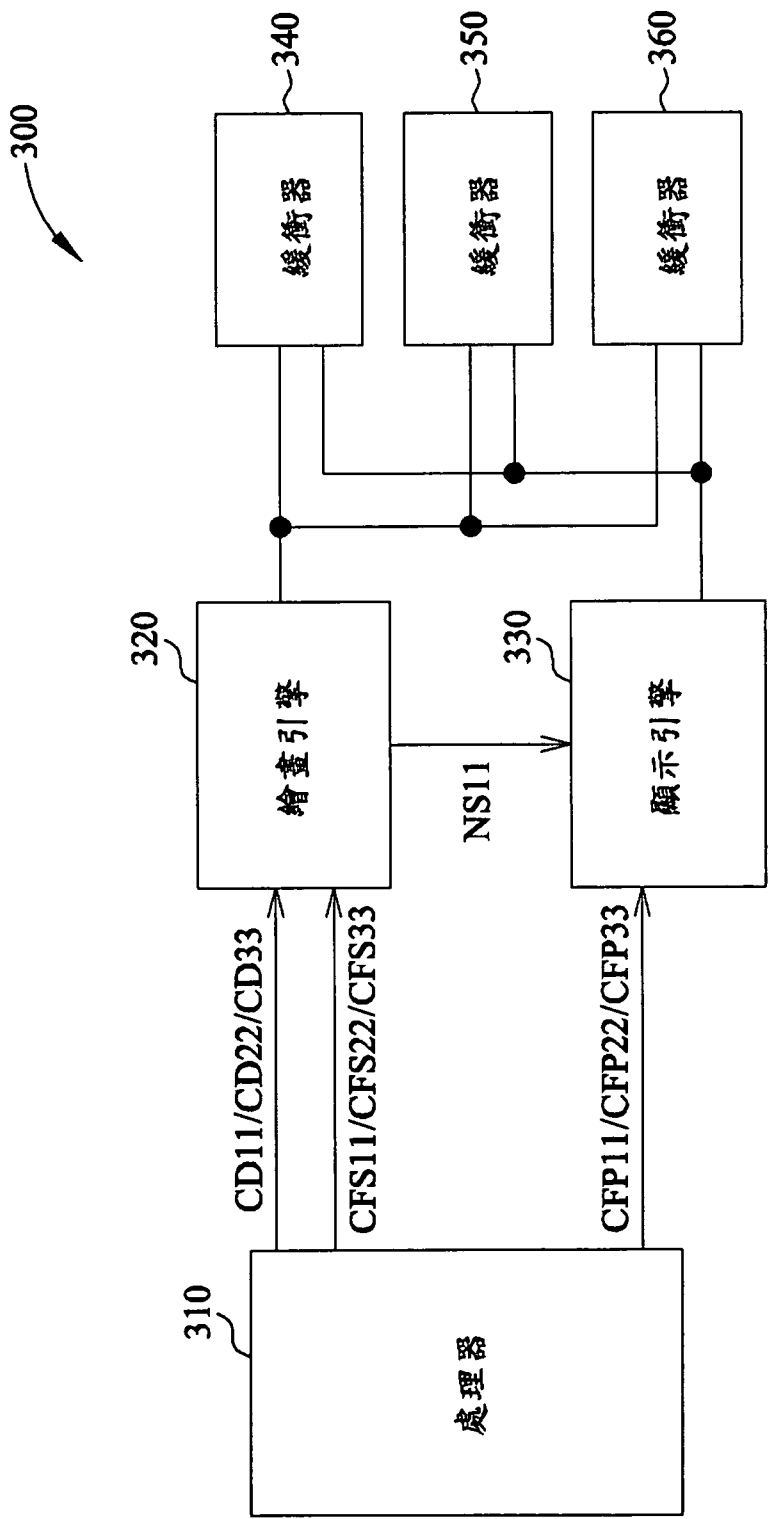 300
310
處理器
CD11/CD22/CD33
CFS11/CFS22/CFS33
CFP11/CFP22/CFP33
320
繪畫引擎
NS11
330
顯示引擎
340
緩衝器
350
緩衝器
360
緩衝器